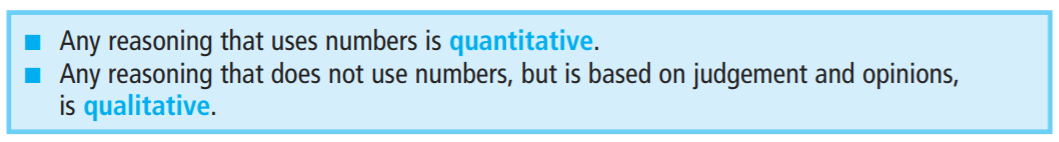 ■ Any reasoning that uses numbers is quantitative.
■ Any reasoning that does not use numbers, but is based on judgement and opinions,
is qualitative.